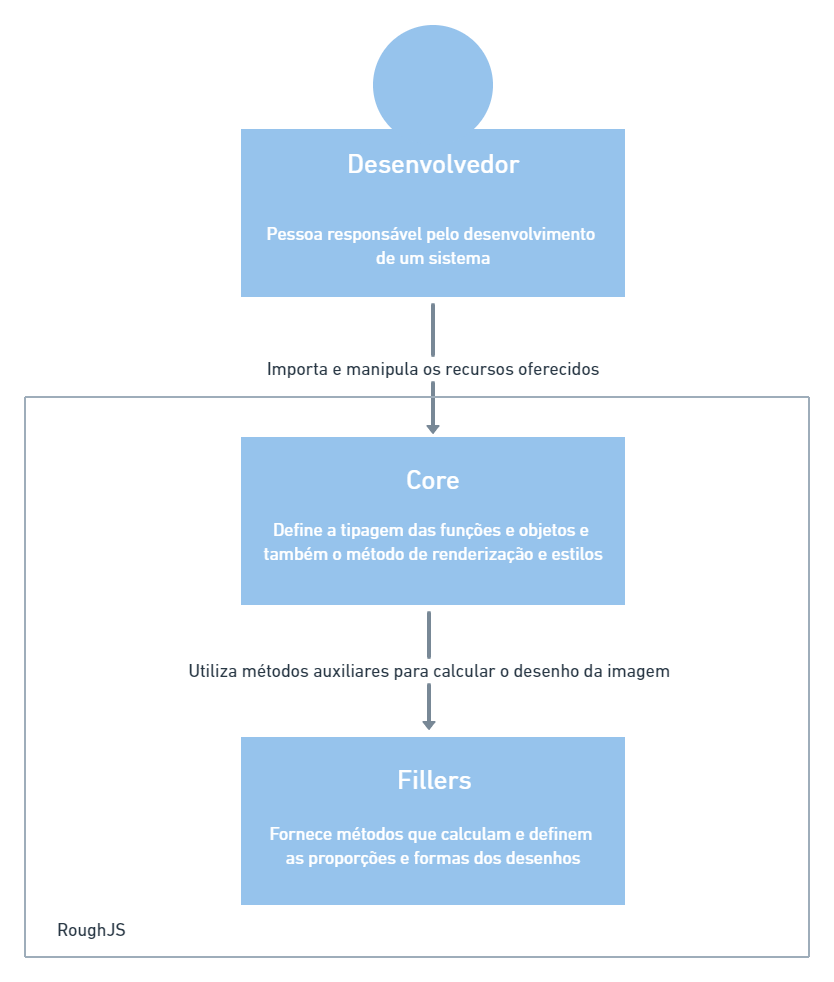 Desenvolvedor
Pessoa responsável pelo desenvolvimento
de um sistema
Importa e manipula os recursos oferecidos
Core
Define a tipagem das funções e objetos e
também o método de renderização e estilos
Utiliza métodos auxiliares para calcular o desenho da imagem
Fillers
Fornece métodos que calculam e definem
as proporções e formas dos desenhos
RoughJS